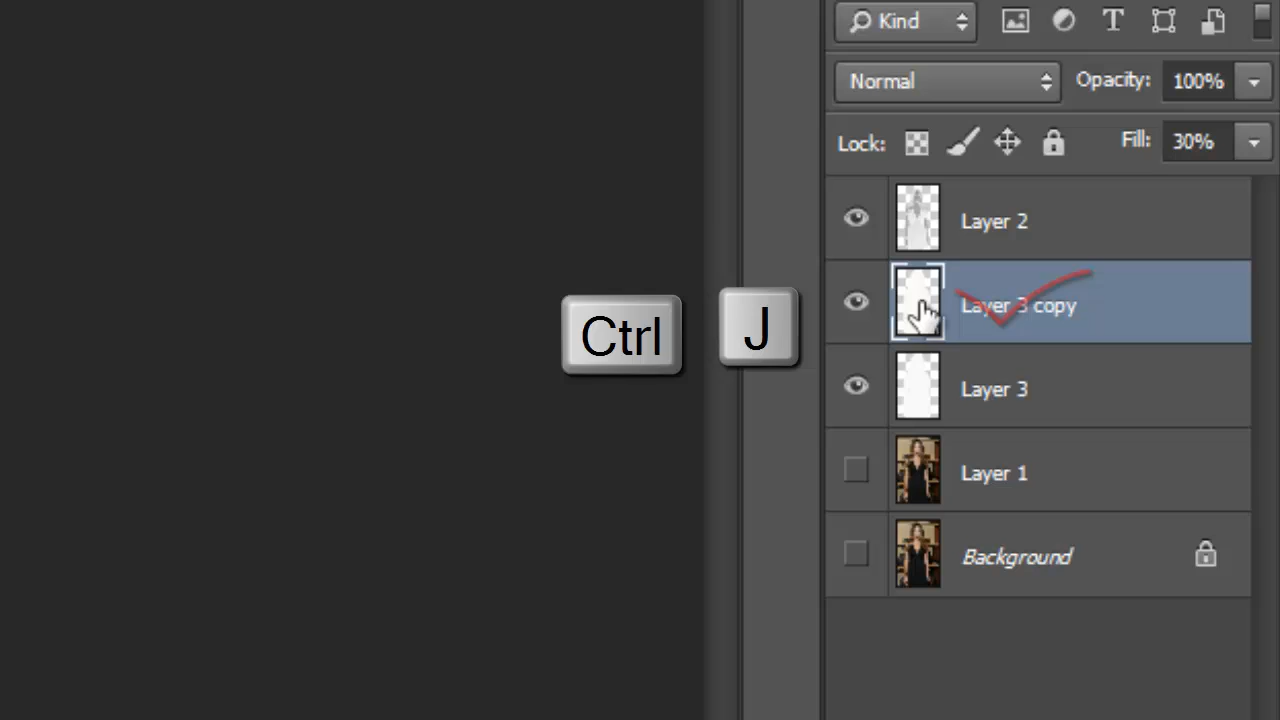 Kind
T
Normal
Opacity: 100%
Lock:
Fill: 30%
Layer 2
Layer 3 copy
Ctrl
J
Layer 3
Layer 1
Background